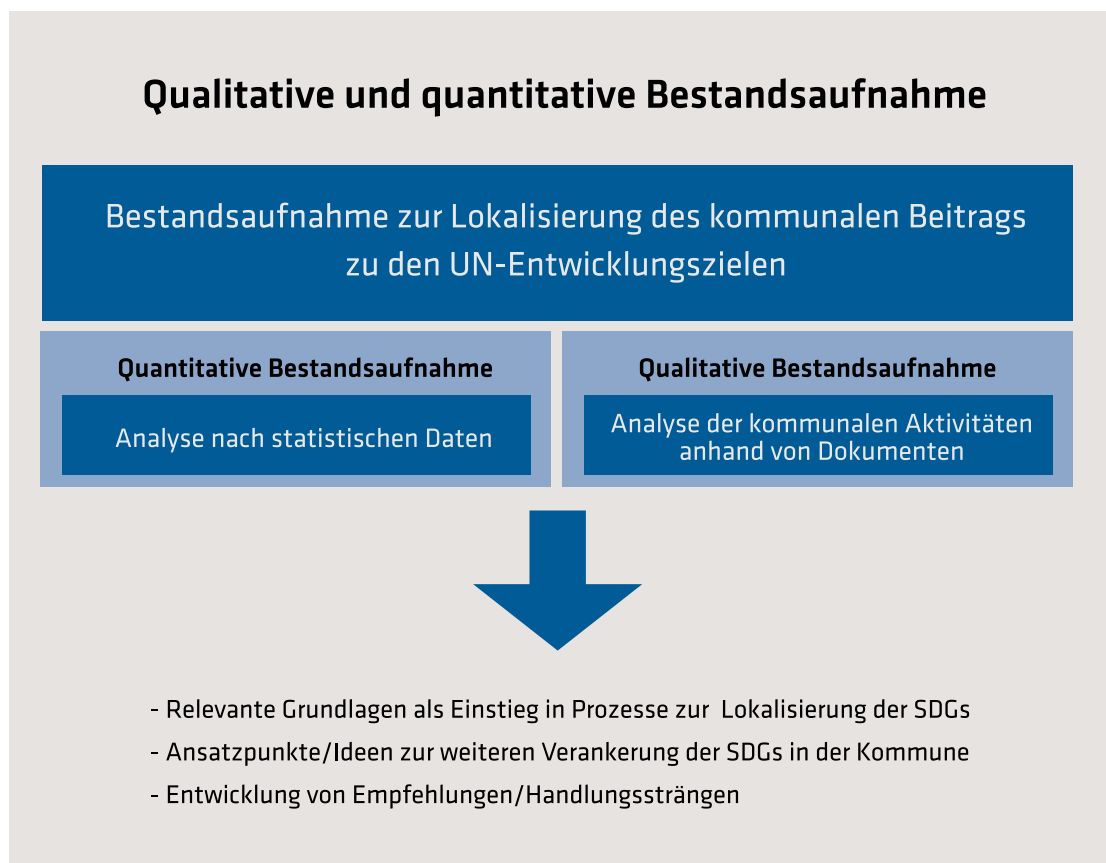 Qualitative und quantitative Bestandsaufnahme
Bestandsaufnahme zur Lokalisierung des kommunalen Beitrags
zu den UN-Entwicklungszielen
Quantitative Bestandsaufnahme
Analyse nach statistischen Daten
Qualitative Bestandsaufnahme
Analyse der kommunalen Aktivitäten
anhand von Dokumenten
- Relevante Grundlagen als Einstieg in Prozesse zur Lokalisierung der SDGs
- Ansatzpunkte/Ideen zur weiteren Verankerung der SDGs in der Kommune
- Entwicklung von Empfehlungen/Handlungssträngen